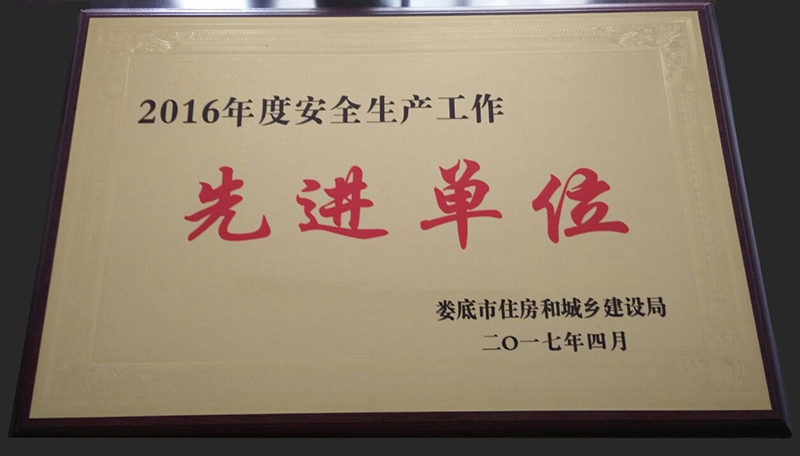 2016年度安全生产工作
先进单位
娄底市住房和城乡建设局
二〇一七年四月